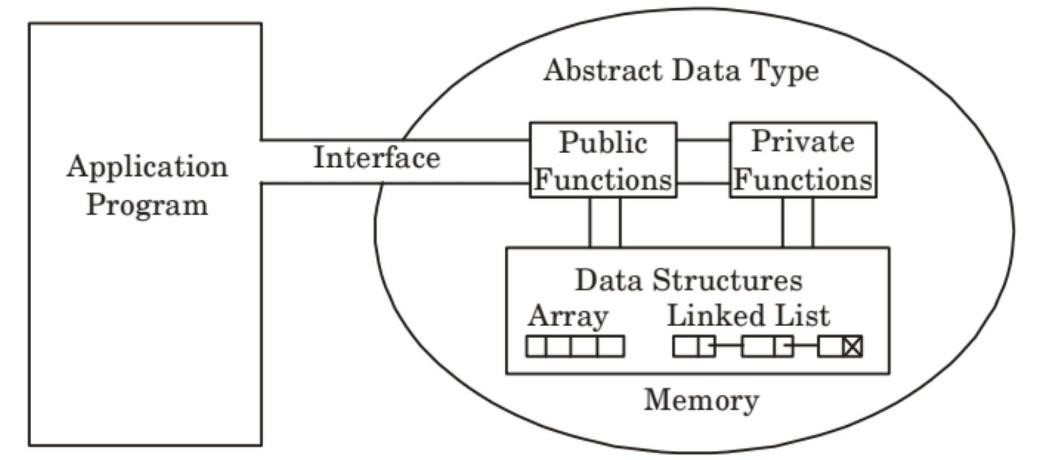 Abstract Data Type
Application
Program
Interface
Public
Functions
Private
Functions
Data Structures
Array
Linked List
Memory